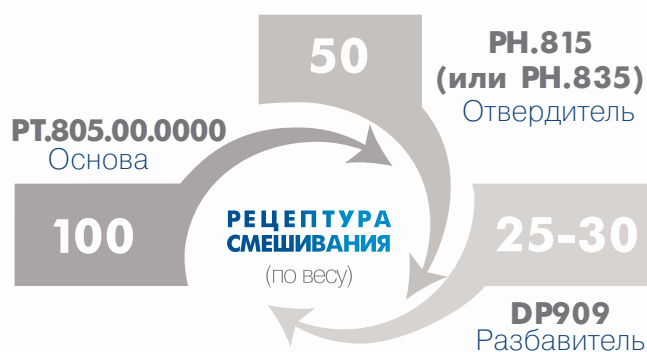 50
PH.815
(или PH.835)
Отвердитель
PT.805.00.0000
Основа
100
РЕЦЕПТУРА
СМЕШИВАНИЯ
(по весу)
25-30
DP909
Разбавитель